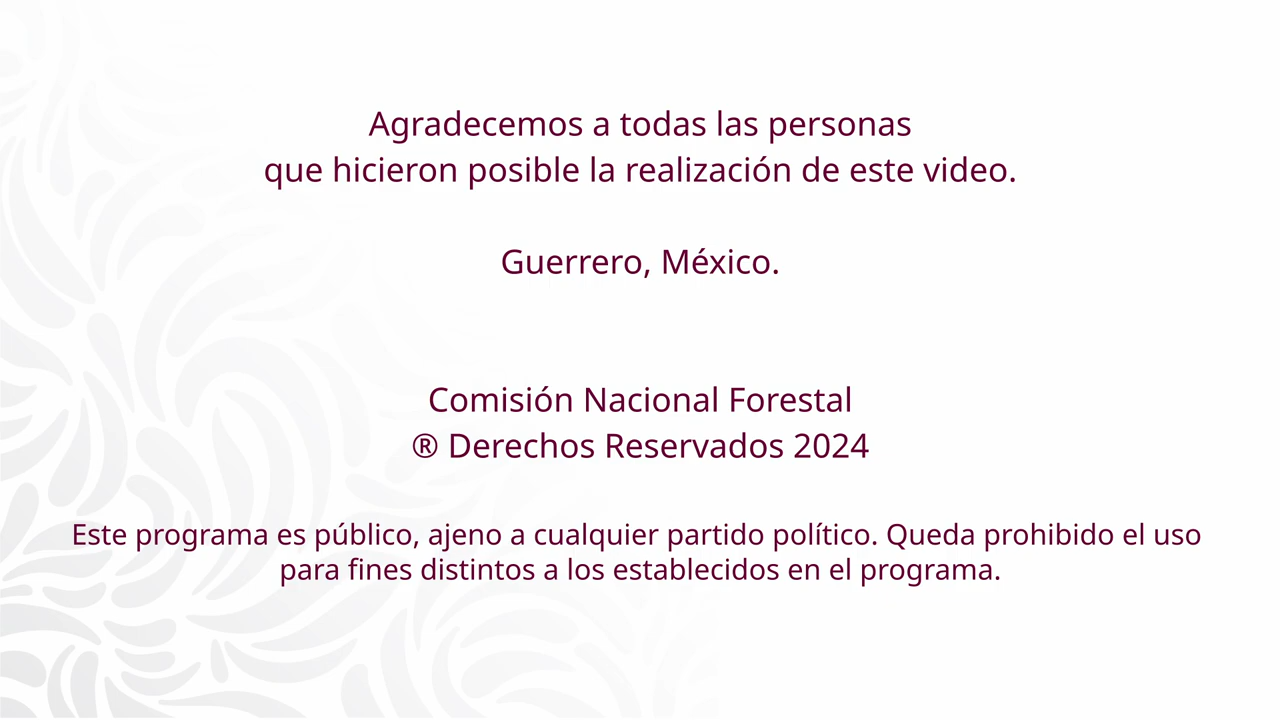 Agradecemos a todas las personas
que hicieron posible la realización de este video.
Guerrero, México.
Comisión Nacional Forestal
® Derechos Reservados 2024
Este programa es público, ajeno a cualquier partido político. Queda prohibido el uso
para fines distintos a los establecidos en el programa.